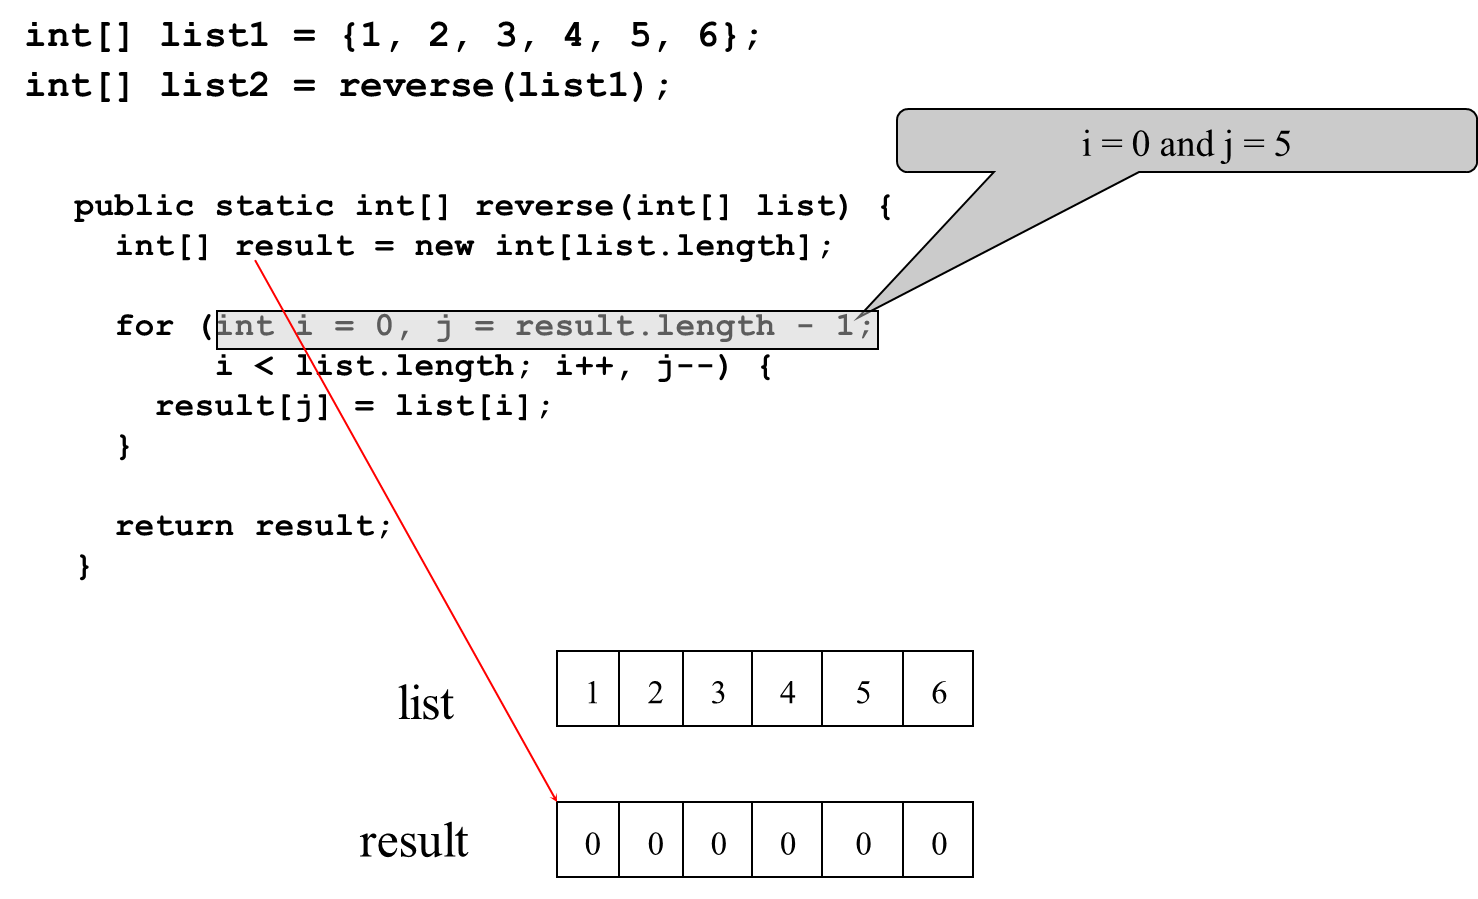 int[] list1 = {1, 2, 3, 4, 5, 6};
int[] list2 = reverse(list1);
i = 0 and j = 5
public static int[] reverse(int[] list) {
int[] result = new int[list.length];
for (int i = 0, j = result.length - 1;
i < list.length; i++, j--) {
result[j] = list[i];
}
return result;
}
list 1 2 3 4 5 6
result 0 0 0 0 0 0